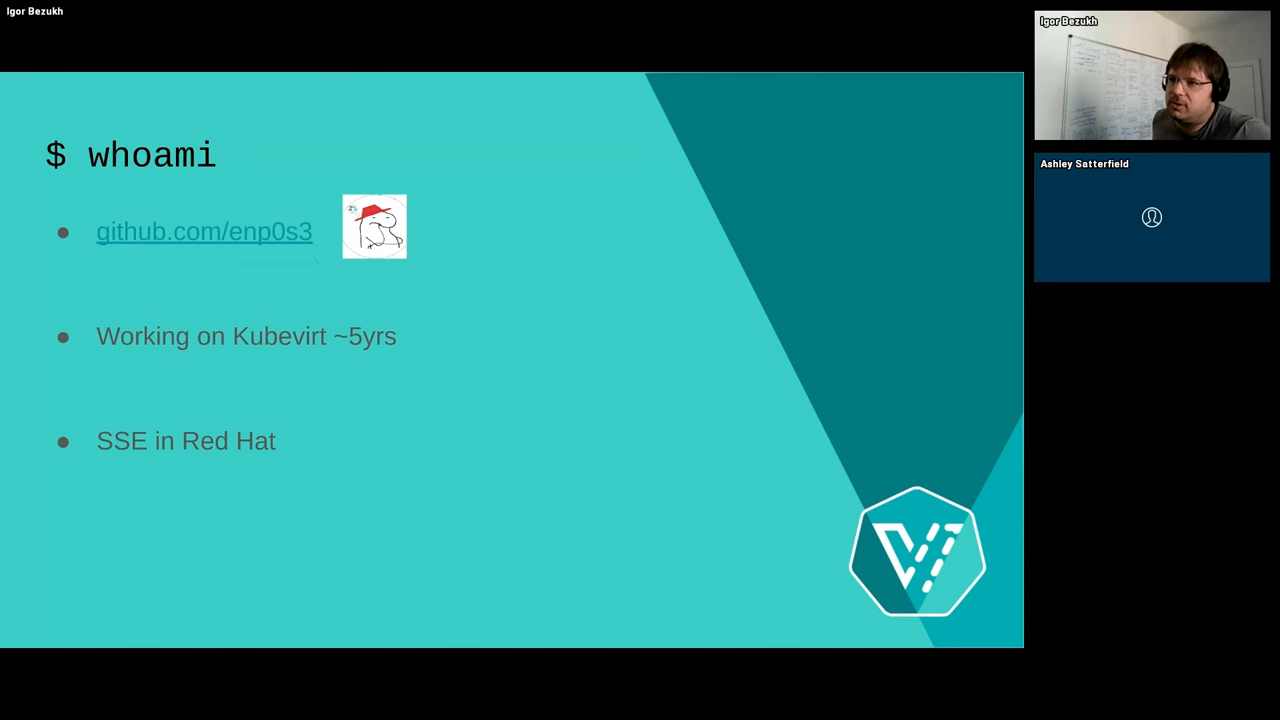 Igor Bezukh
$ whoami
github.com/enp0s3
Working on Kubevirt ~5yrs
SSE in Red Hat
Igor Bezukh
Ashley Satterfield